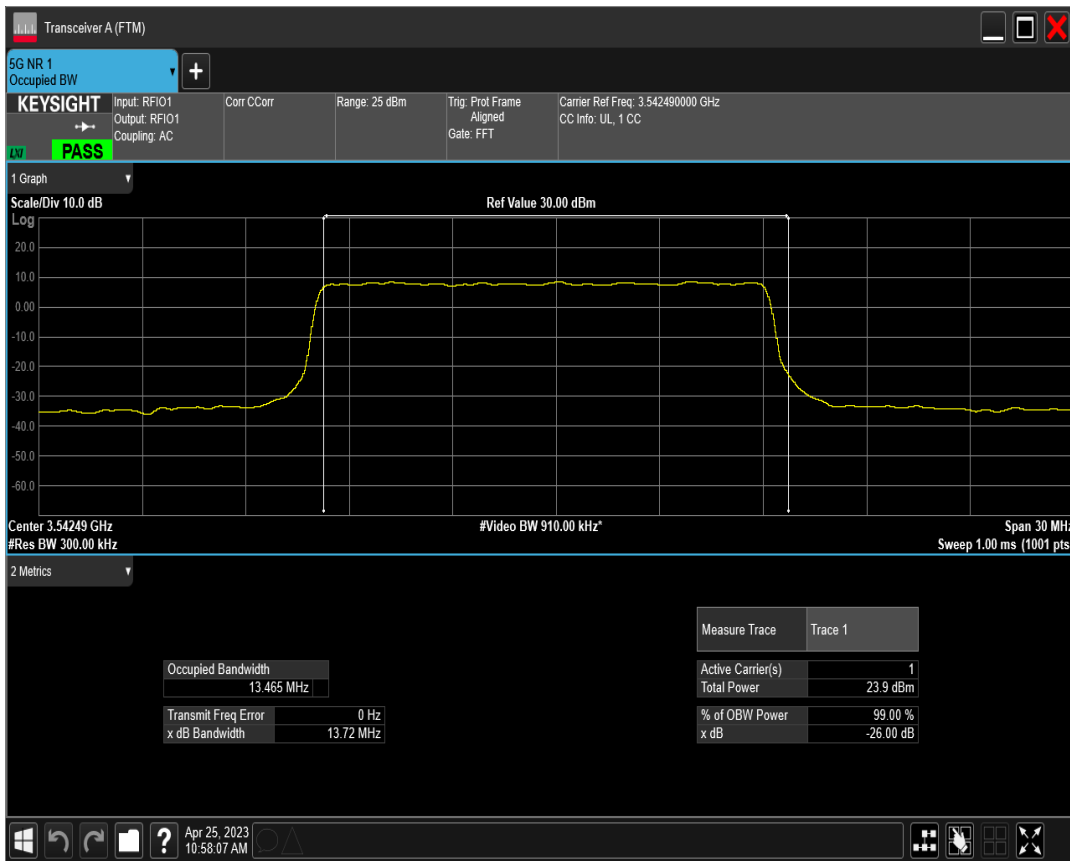 Transceiver A (FTM)
5G NR 1
Occupied BW
+
KEYSIGHT
LXI
PASS
Input: RFIO1
Output: RFIO1
Coupling: AC
Corr CCorr
Range: 25 dBm
Trig: Prot Frame
Aligned
Gate: FFT
Carrier Ref Freq: 3.542490000 GHz
CC Info: UL, 1 CC
1 Graph
Scale/Div 10.0 dB
Ref Value 30.00 dBm
Log
20.0
10.0
0.00
-10.0
-20.0
-30.0
-40.0
-50.0
-60.0
Center 3.54249 GHz
#Video BW 910.00 kHz*
Span 30 MHz
#Res BW 300.00 kHz
Sweep 1.00 ms (1001 pts
2 Metrics
Measure Trace Trace 1
Occupied Bandwidth
13.465 MHz
Active Carrier(s) 1
Total Power 23.9 dBm
Transmit Freq Error 0 Hz
x dB Bandwidth 13.72 MHz
% of OBW Power 99.00 %
x dB -26.00 dB
?
Apr 25, 2023
10:58:07 AM